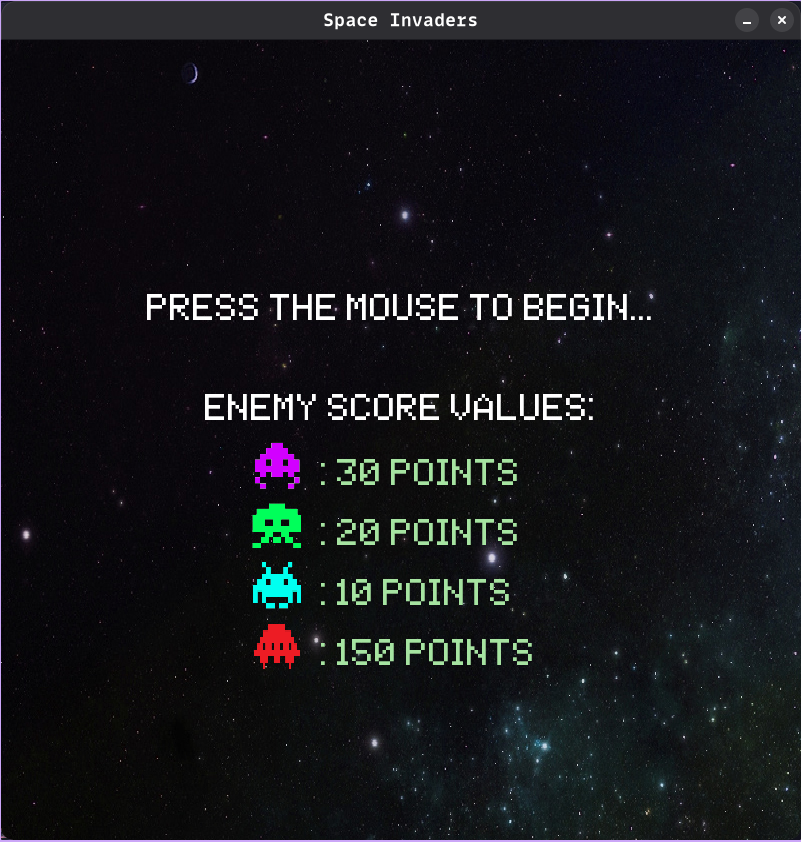 Space Invaders
PRESS THE MOUSE TO BEGIN...
ENEMY SCORE VALUES:
: 30 POINTS
: 20 POINTS
: 10 POINTS
: 150 POINTS